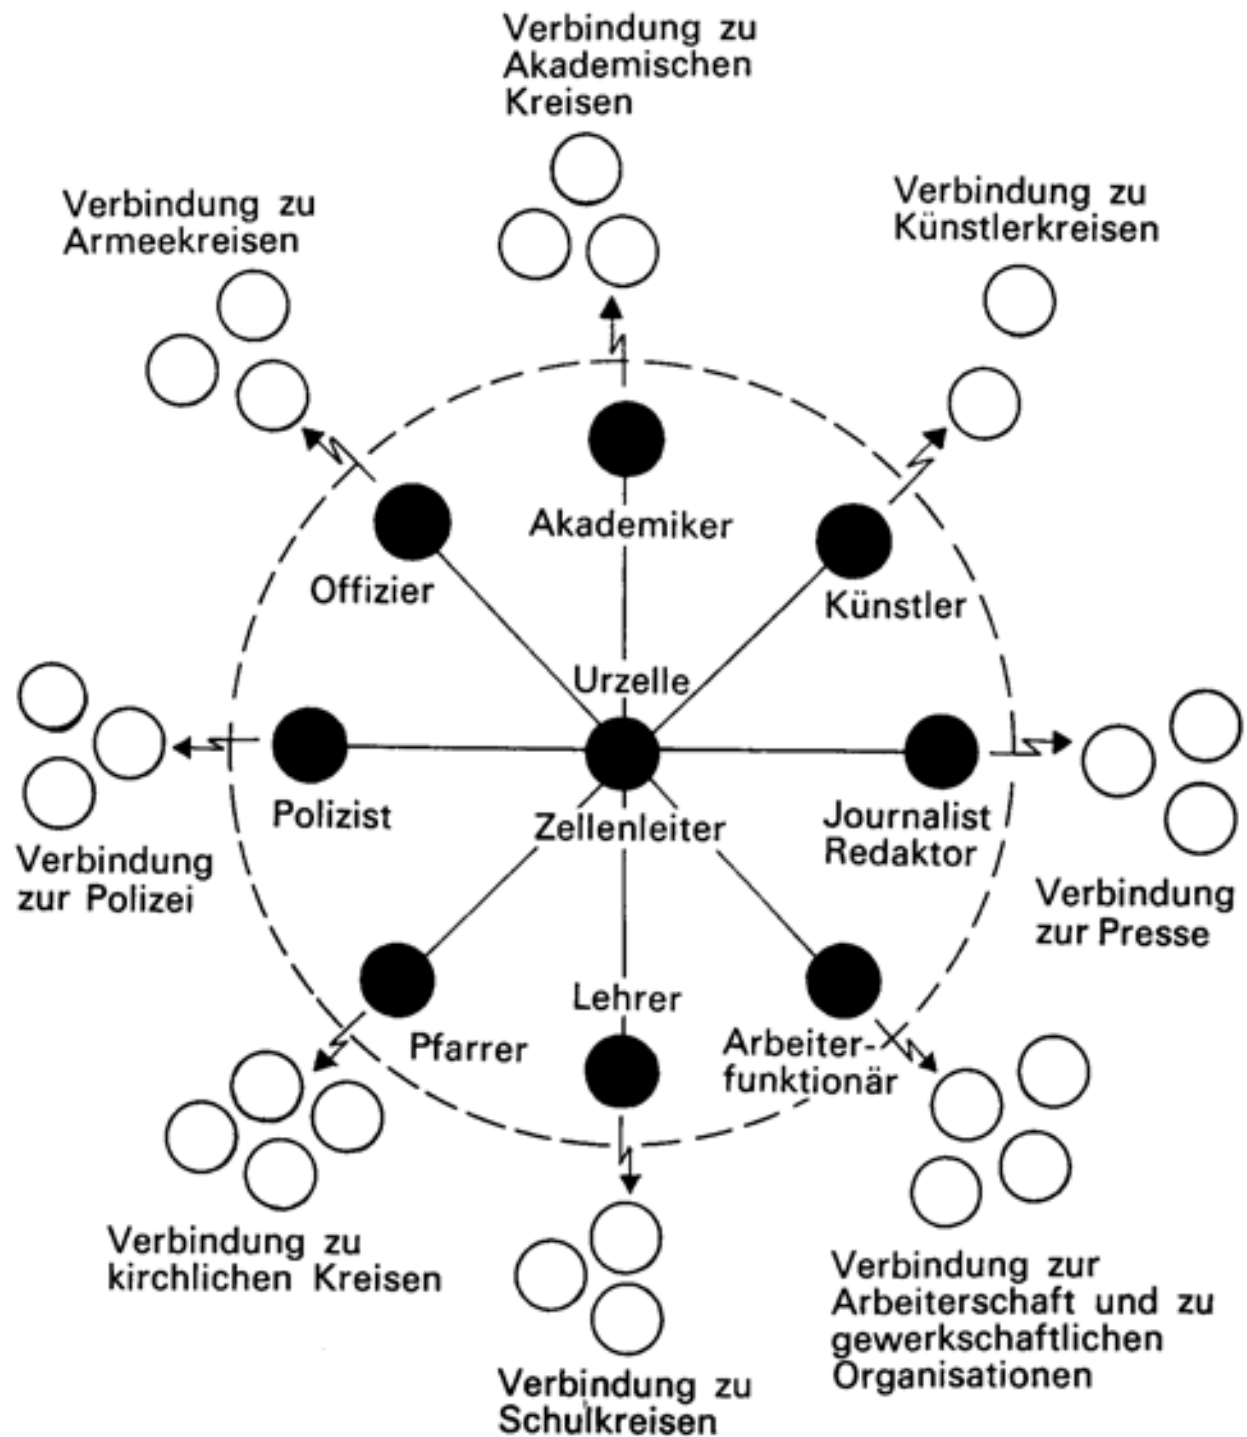 Verbindung zu
Akademischen
Kreisen
Verbindung zu
Armeekreisen
Verbindung zu
Künstlerkreisen
Akademiker
Offizier
Künstler
Urzelle
Polizist
Zellenleiter
Journalist
Redaktor
Verbindung
zur Polizei
Verbindung
zur Presse
Lehrer
Pfarrer
Arbeiter-
funktionär
Verbindung zu
kirchlichen Kreisen
Verbindung zur
Arbeiterschaft und zu
gewerkschaftlichen
Organisationen
Verbindung zu
Schulkreisen